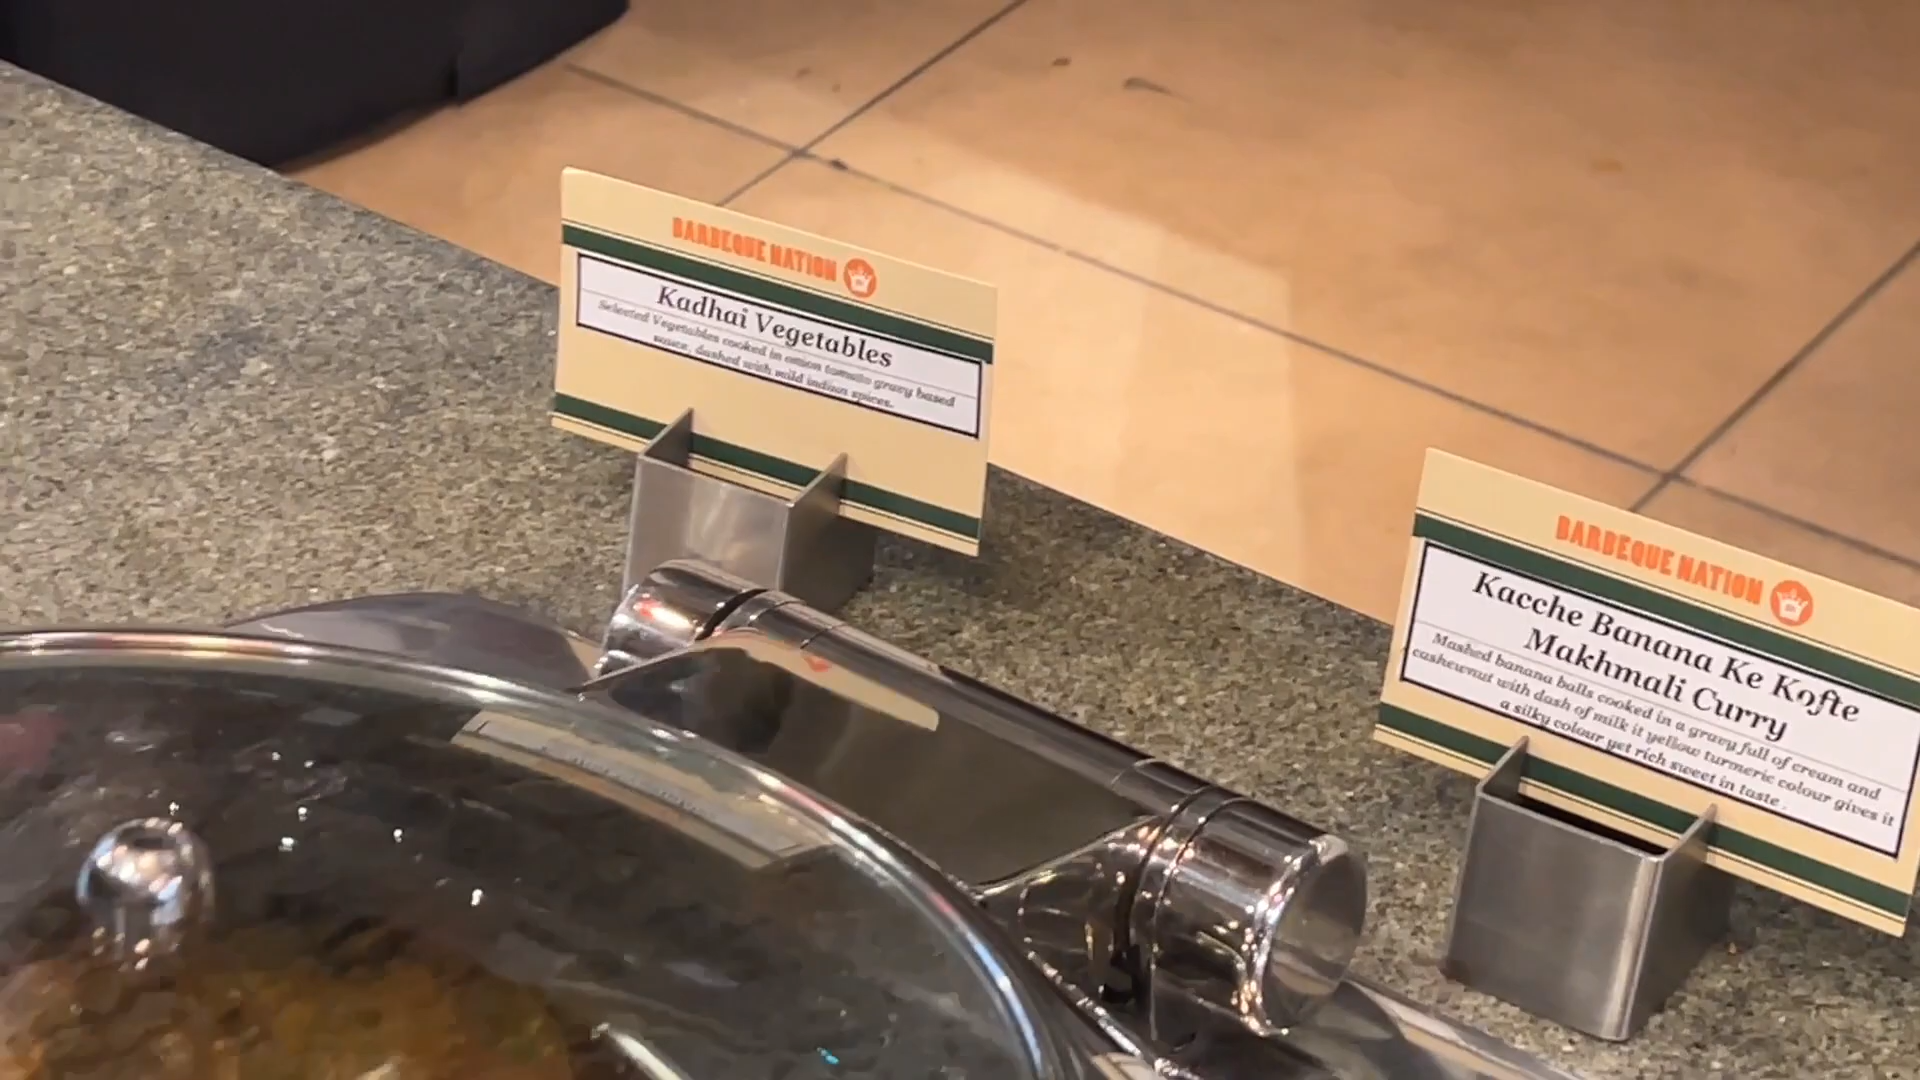 BARBEQUE NATION
Kadhai Vegetables
Selected Vegetables cooked in onion tomato gravy based
sauce, dashed with mild indian spices.
BARBEQUE NATION
Kacche Banana Ke Kofte
Makhmali Curry
Mashed banana balls cooked in a gravy full of cream and
cashewnut with dash of milk it yellow turmeric colour gives it
a silky colour yet rich sweet in taste .